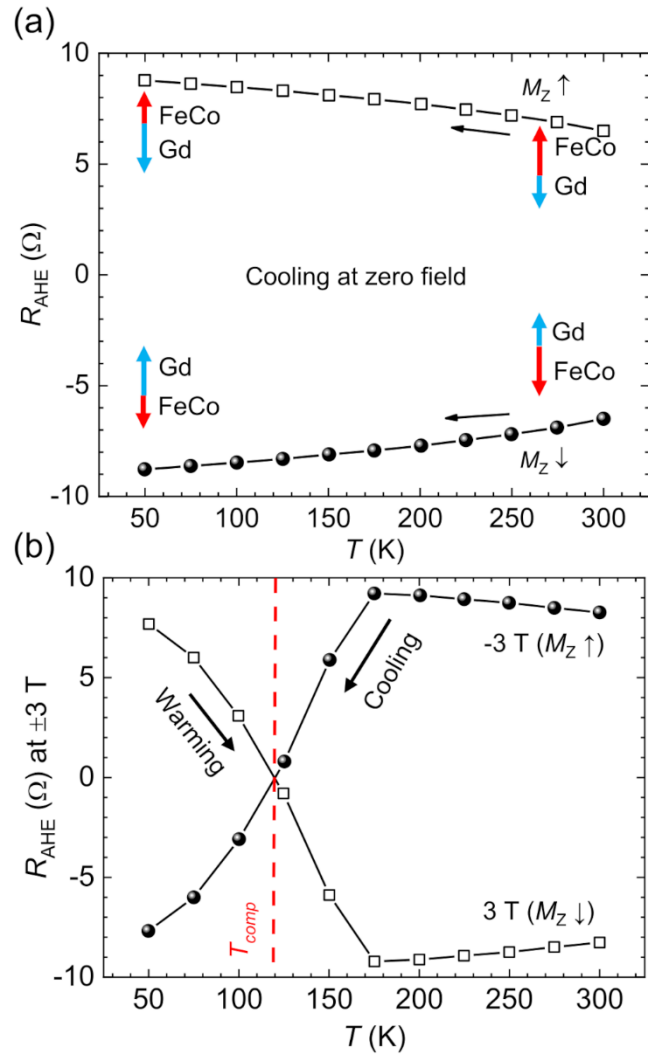 (a)
10
5
0
-5
-10
R_AHE (Ω)
M_Z ↑
FeCo
Gd
FeCo
Gd
Cooling at zero field
Gd
FeCo
Gd
FeCo
M_Z ↓
50 100 150 200 250 300
T (K)
(b)
10
5
0
-5
-10
R_AHE (Ω) at ±3 T
-3 T (M_Z ↑)
Cooling
Warming
T_comp
3 T (M_Z ↓)
50 100 150 200 250 300
T (K)